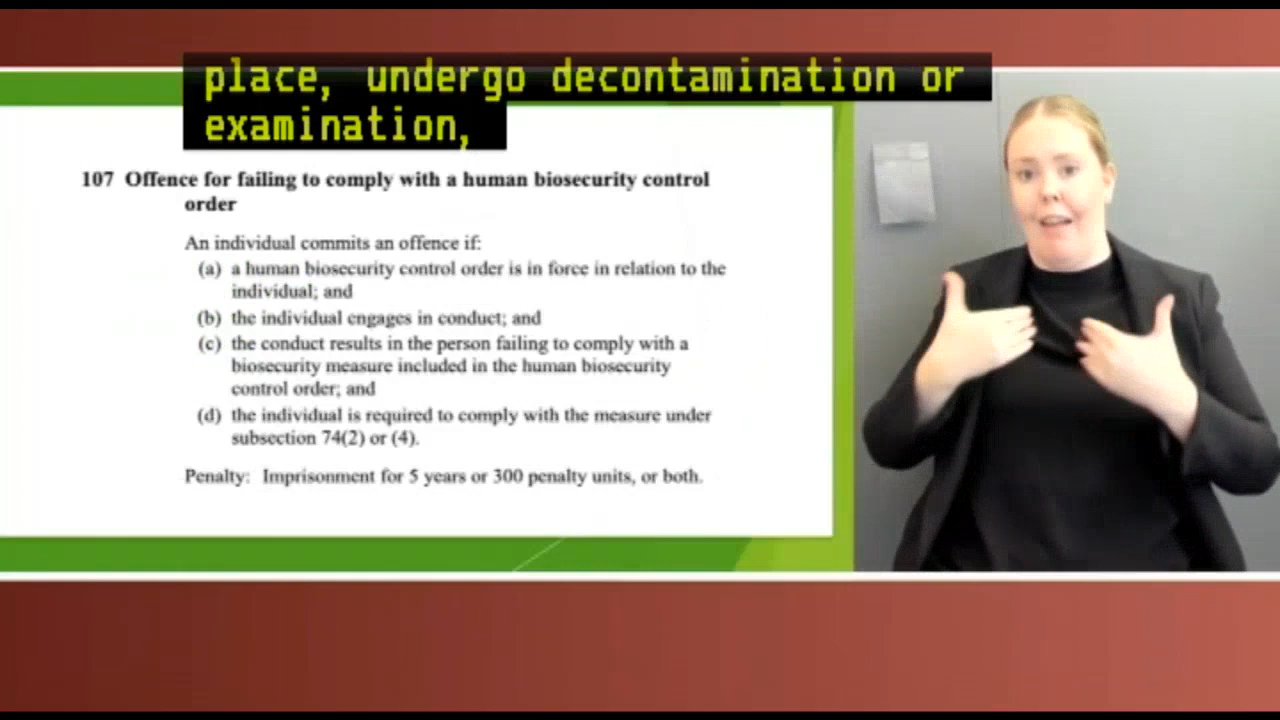 place, undergo decontamination or
examination,
107 Offence for failing to comply with a human biosecurity control
order
An individual commits an offence if:
(a) a human biosecurity control order is in force in relation to the
individual; and
(b) the individual engages in conduct; and
(c) the conduct results in the person failing to comply with a
biosecurity measure included in the human biosecurity
control order; and
(d) the individual is required to comply with the measure under
subsection 74(2) or (4).
Penalty: Imprisonment for 5 years or 300 penalty units, or both.